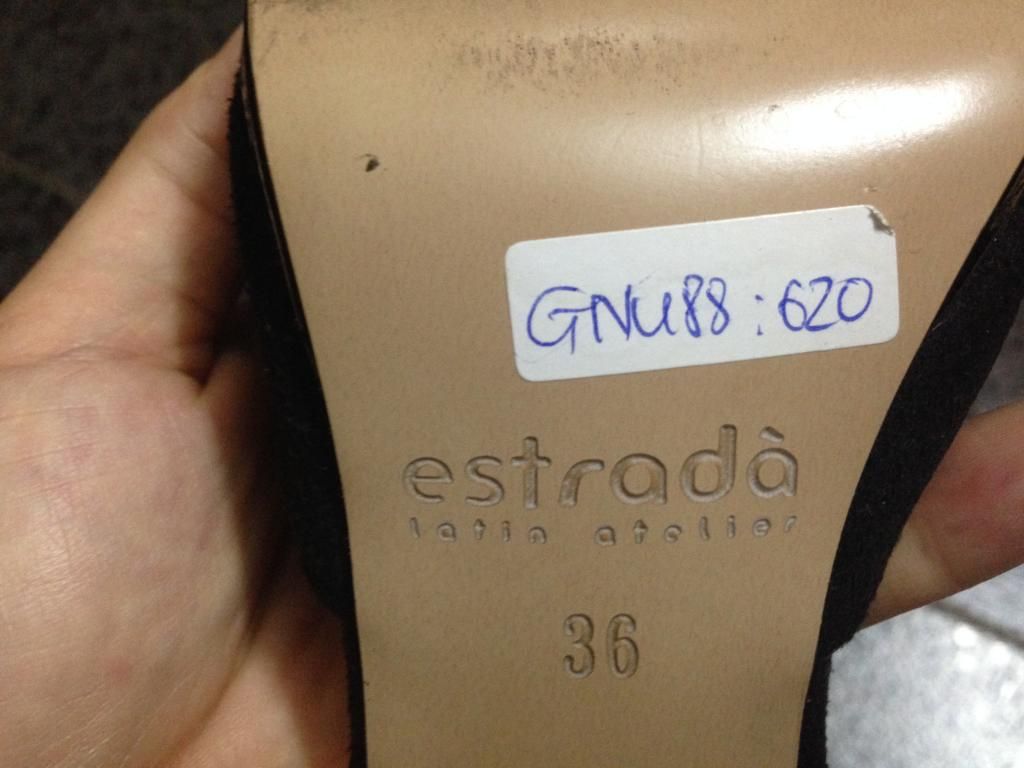 GNU88:620
estradà
latin atelier
36